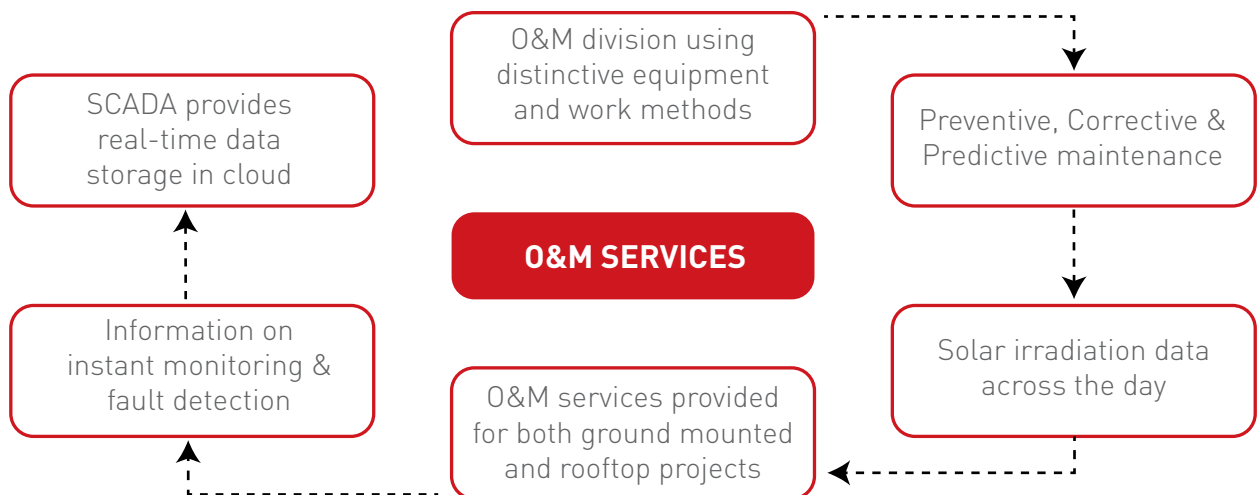 O&M division using
distinctive equipment
and work methods
Preventive, Corrective &
Predictive maintenance
Solar irradiation data
across the day
O&M services provided
for both ground mounted
and rooftop projects
Information on
instant monitoring &
fault detection
SCADA provides
real-time data
storage in cloud
O&M SERVICES